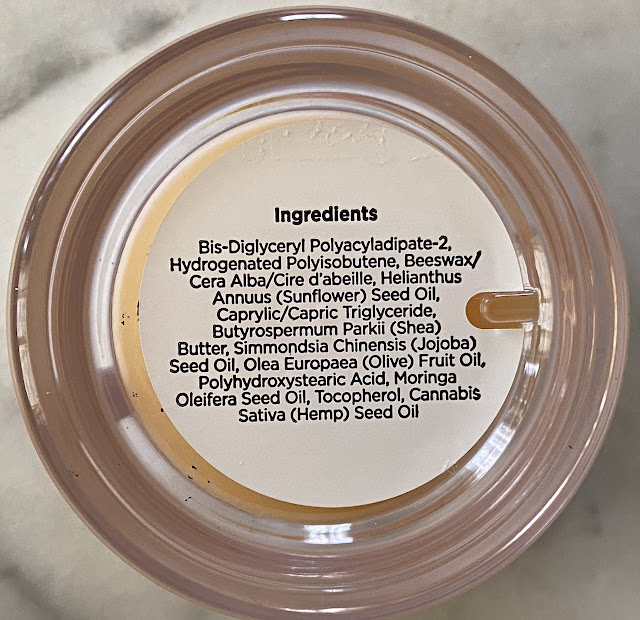 Ingredients
Bis-Diglyceryl Polyacyladipate-2,
Hydrogenated Polyisobutene, Beeswax/
Cera Alba/Cire d'abeille, Helianthus
Annuus (Sunflower) Seed Oil,
Caprylic/Capric Triglyceride,
Butyrospermum Parkii (Shea)
Butter, Simmondsia Chinensis (Jojoba)
Seed Oil, Olea Europaea (Olive) Fruit Oil,
Polyhydroxystearic Acid, Moringa
Oleifera Seed Oil, Tocopherol, Cannabis
Sativa (Hemp) Seed Oil